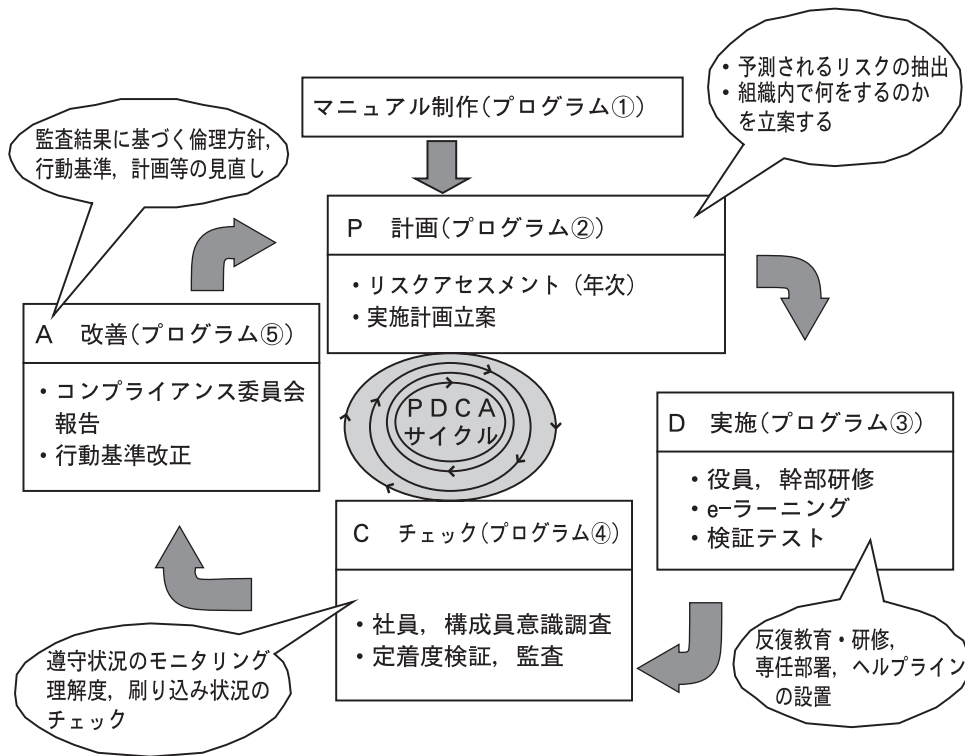 マニュアル制作(プログラム①)
・予測されるリスクの抽出
・組織内で何をするのか
を立案する
監査結果に基づく倫理方針,
行動基準, 計画等の見直し
P 計画(プログラム②)
・リスクアセスメント(年次)
・実施計画立案
A 改善(プログラム⑤)
・コンプライアンス委員会
報告
・行動基準改正
PDCA
サイクル
D 実施(プログラム③)
・役員, 幹部研修
・e-ラーニング
・検証テスト
C チェック(プログラム④)
・社員, 構成員意識調査
・定着度検証, 監査
遵守状況のモニタリング
理解度, 刷り込み状況の
チェック
反復教育・研修,
専任部署, ヘルプライン
の設置